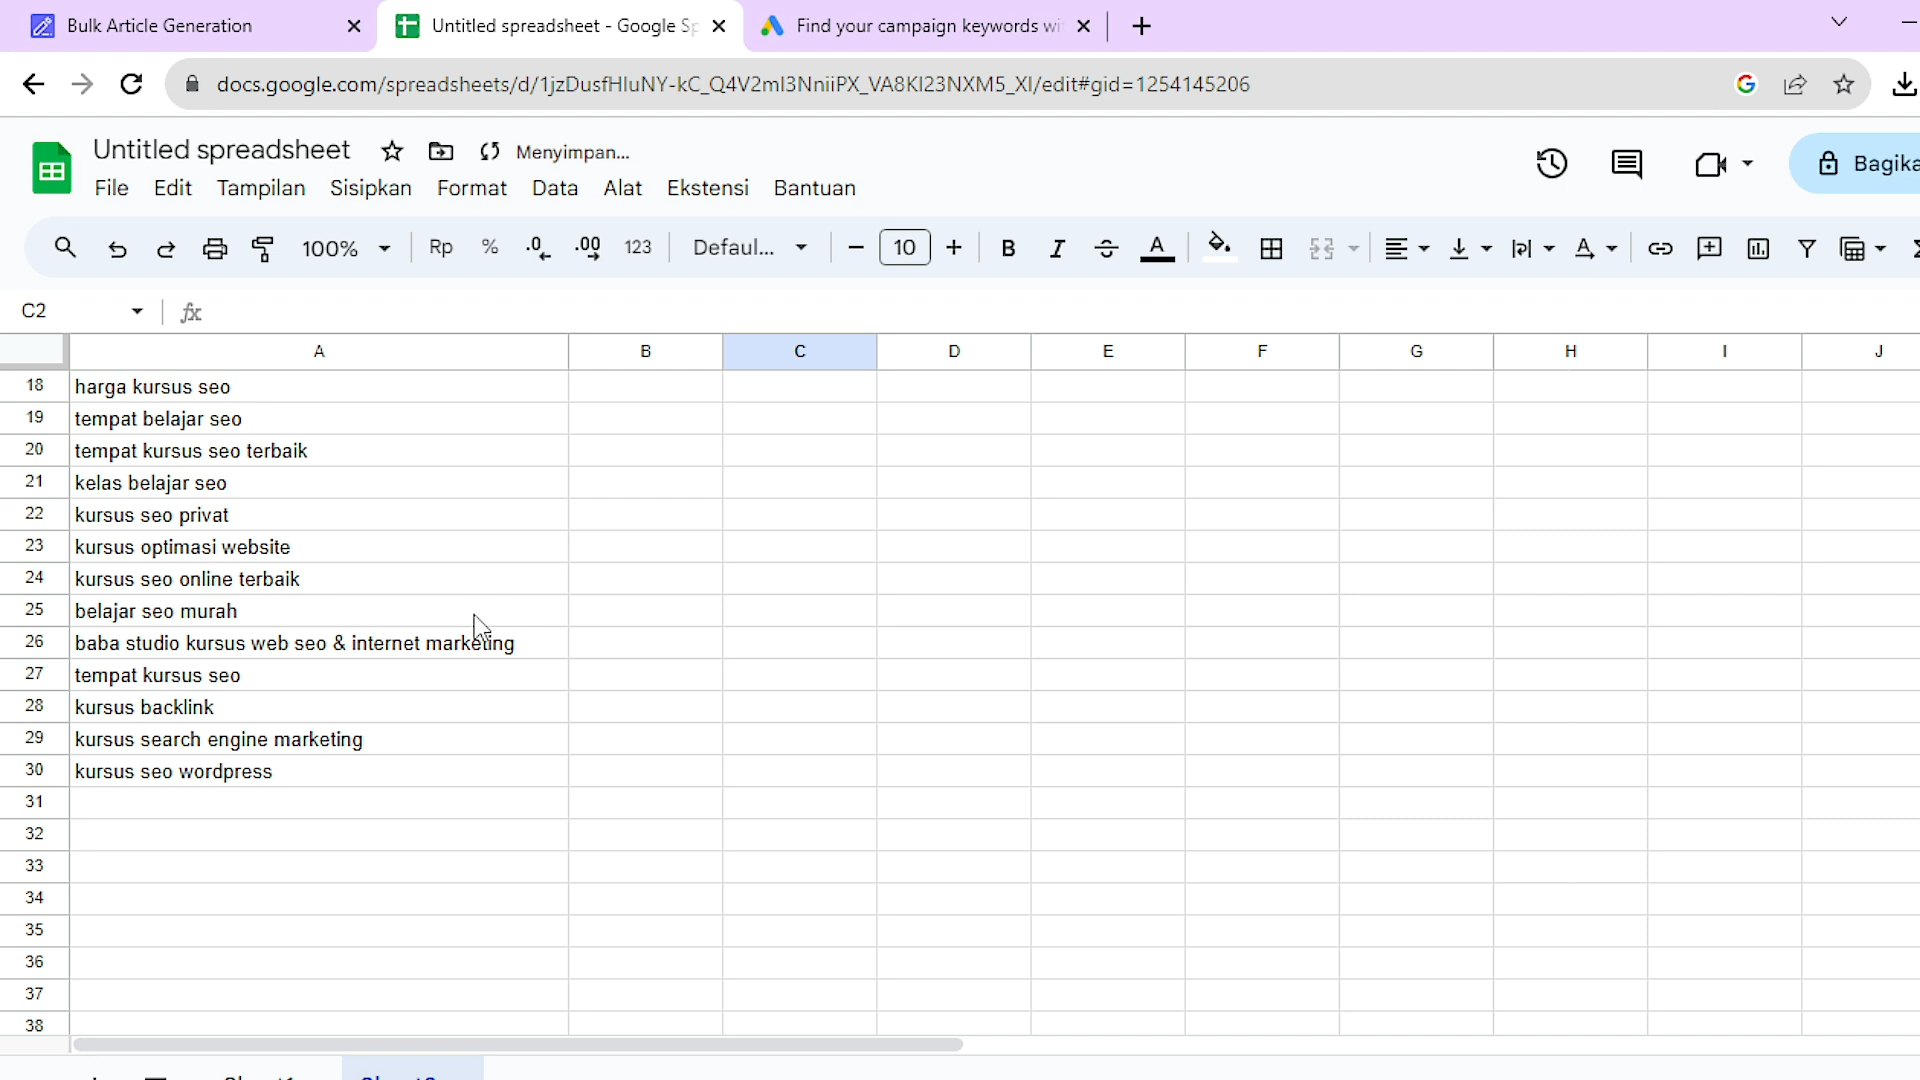 Bulk Article Generation
Untitled spreadsheet - Google Sp
Find your campaign keywords wi
docs.google.com/spreadsheets/d/1jzDusfHIuNY-kC_Q4V2mI3NniiPX_VA8KI23NXM5_XI/edit#gid=1254145206
Untitled spreadsheet
Menyimpan...
File Edit Tampilan Sisipkan Format Data Alat Ekstensi Bantuan
Bagika
100% Rp % .0 .00 123 Defaul... 10 B I A
C2 fx
A B C D E F G H I J
18 harga kursus seo
19 tempat belajar seo
20 tempat kursus seo terbaik
21 kelas belajar seo
22 kursus seo privat
23 kursus optimasi website
24 kursus seo online terbaik
25 belajar seo murah
26 baba studio kursus web seo & internet marketing
27 tempat kursus seo
28 kursus backlink
29 kursus search engine marketing
30 kursus seo wordpress
31
32
33
34
35
36
37
38